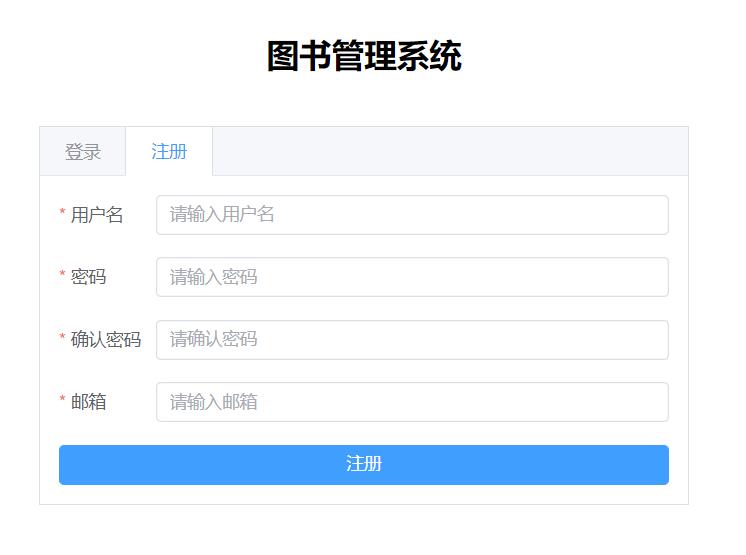 图书管理系统
登录 注册
* 用户名 请输入用户名
* 密码 请输入密码
* 确认密码 请确认密码
* 邮箱 请输入邮箱
注册